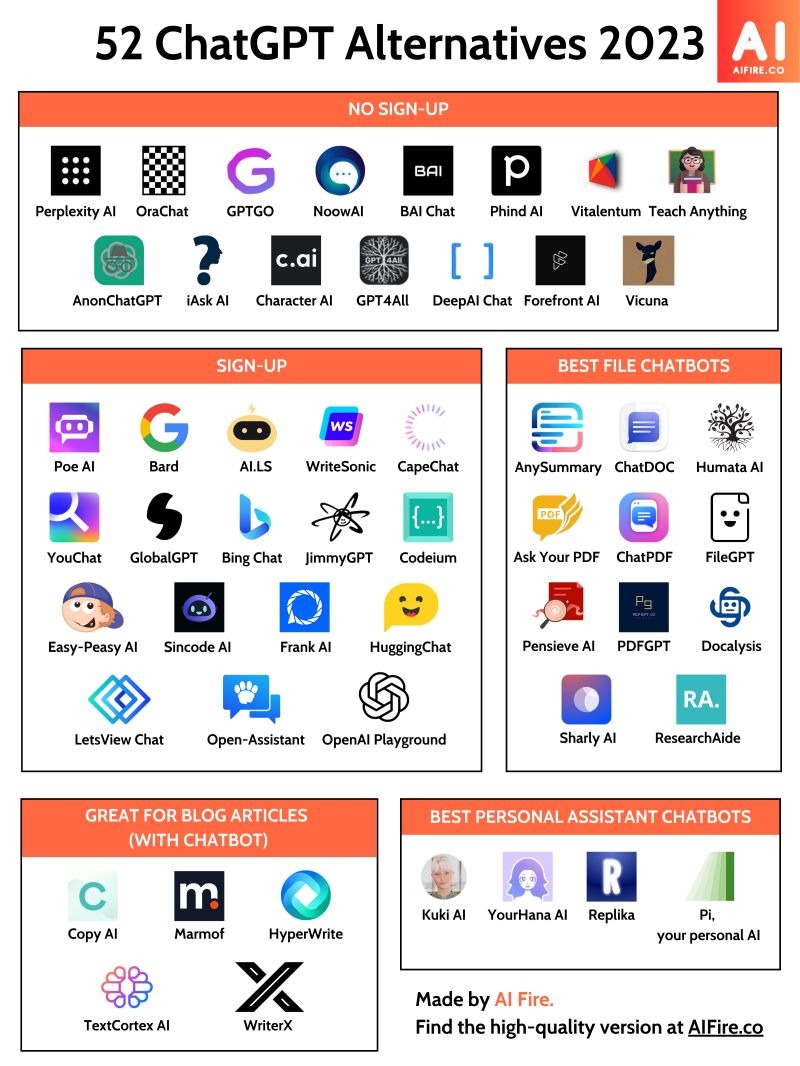 52 ChatGPT Alternatives 2023
AI
AIFIRE.CO
NO SIGN-UP
BAI
Perplexity AI OraChat GPTGO NoowAI BAI Chat Phind AI Vitalentum Teach Anything
c.ai GPT 4All
AnonChatGPT iAsk AI Character AI GPT4All DeepAI Chat Forefront AI Vicuna
SIGN-UP
WS
Poe AI Bard AI.LS WriteSonic CapeChat
{...}
YouChat GlobalGPT Bing Chat JimmyGPT Codeium
Easy-Peasy AI Sincode AI Frank AI HuggingChat
LetsView Chat Open-Assistant OpenAI Playground
BEST FILE CHATBOTS
AnySummary ChatDOC Humata AI
PDF
Ask Your PDF ChatPDF FileGPT
Pg
PDFGPT.IO
Pensieve AI PDFGPT Docalysis
RA.
Sharly AI ResearchAide
GREAT FOR BLOG ARTICLES
(WITH CHATBOT)
C m.
Copy AI Marmof HyperWrite
TextCortex AI WriterX
BEST PERSONAL ASSISTANT CHATBOTS
R
Kuki AI YourHana AI Replika Pi,
your personal AI
Made by AI Fire.
Find the high-quality version at AIFire.co